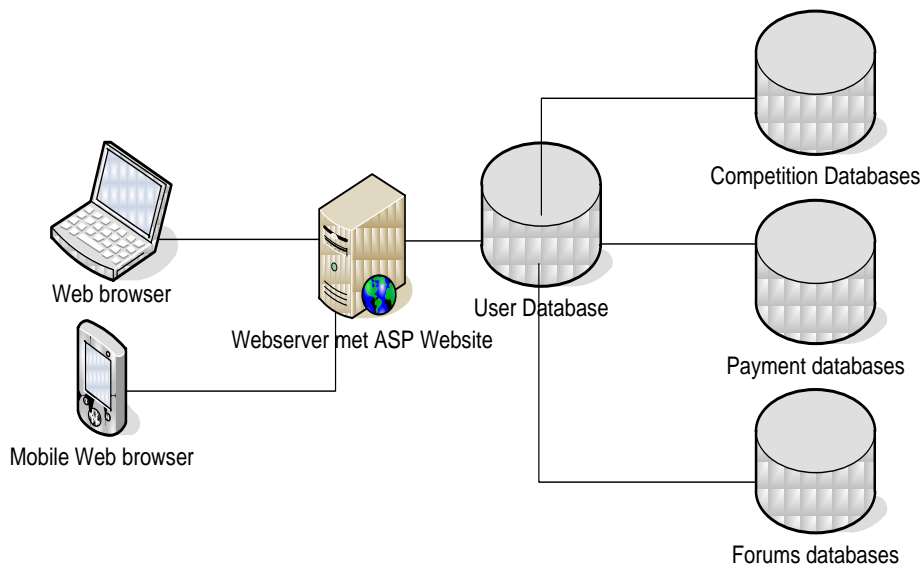 Competition Databases
Web browser
User Database
Webserver met ASP Website
Payment databases
Mobile Web browser
Forums databases